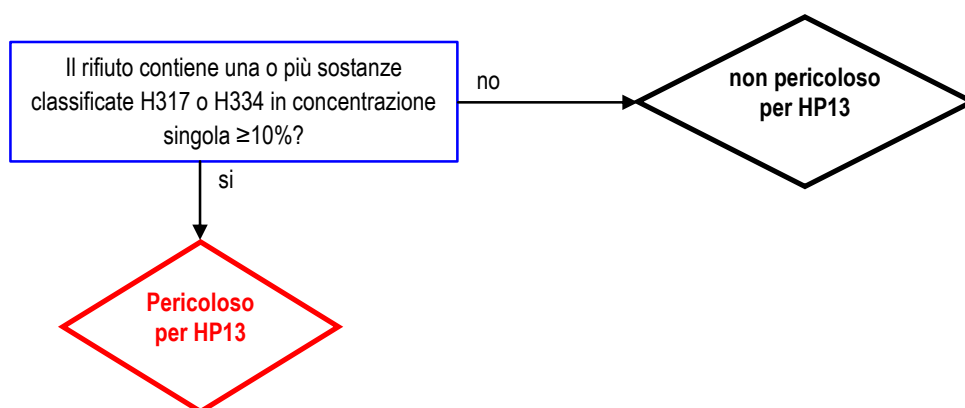 Il rifiuto contiene una o più sostanze
classificate H317 o H334 in concentrazione
singola ≥10%?
no
non pericoloso
per HP13
si
Pericoloso
per HP13